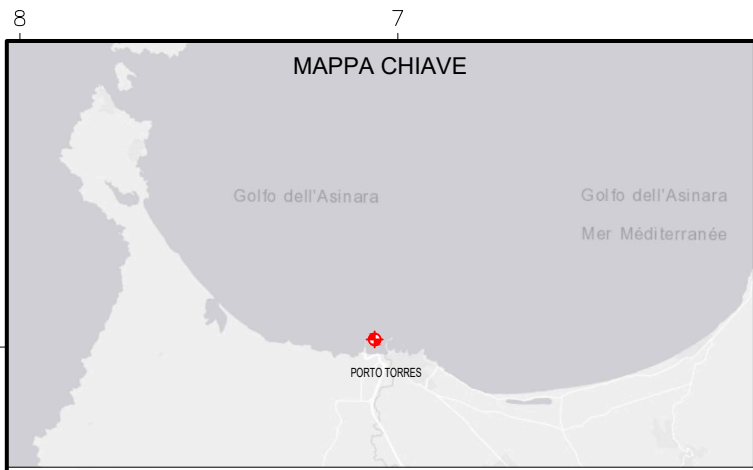 8 7
MAPPA CHIAVE
Golfo dell'Asinara Golfo dell'Asinara
Mer Méditerranée
PORTO TORRES